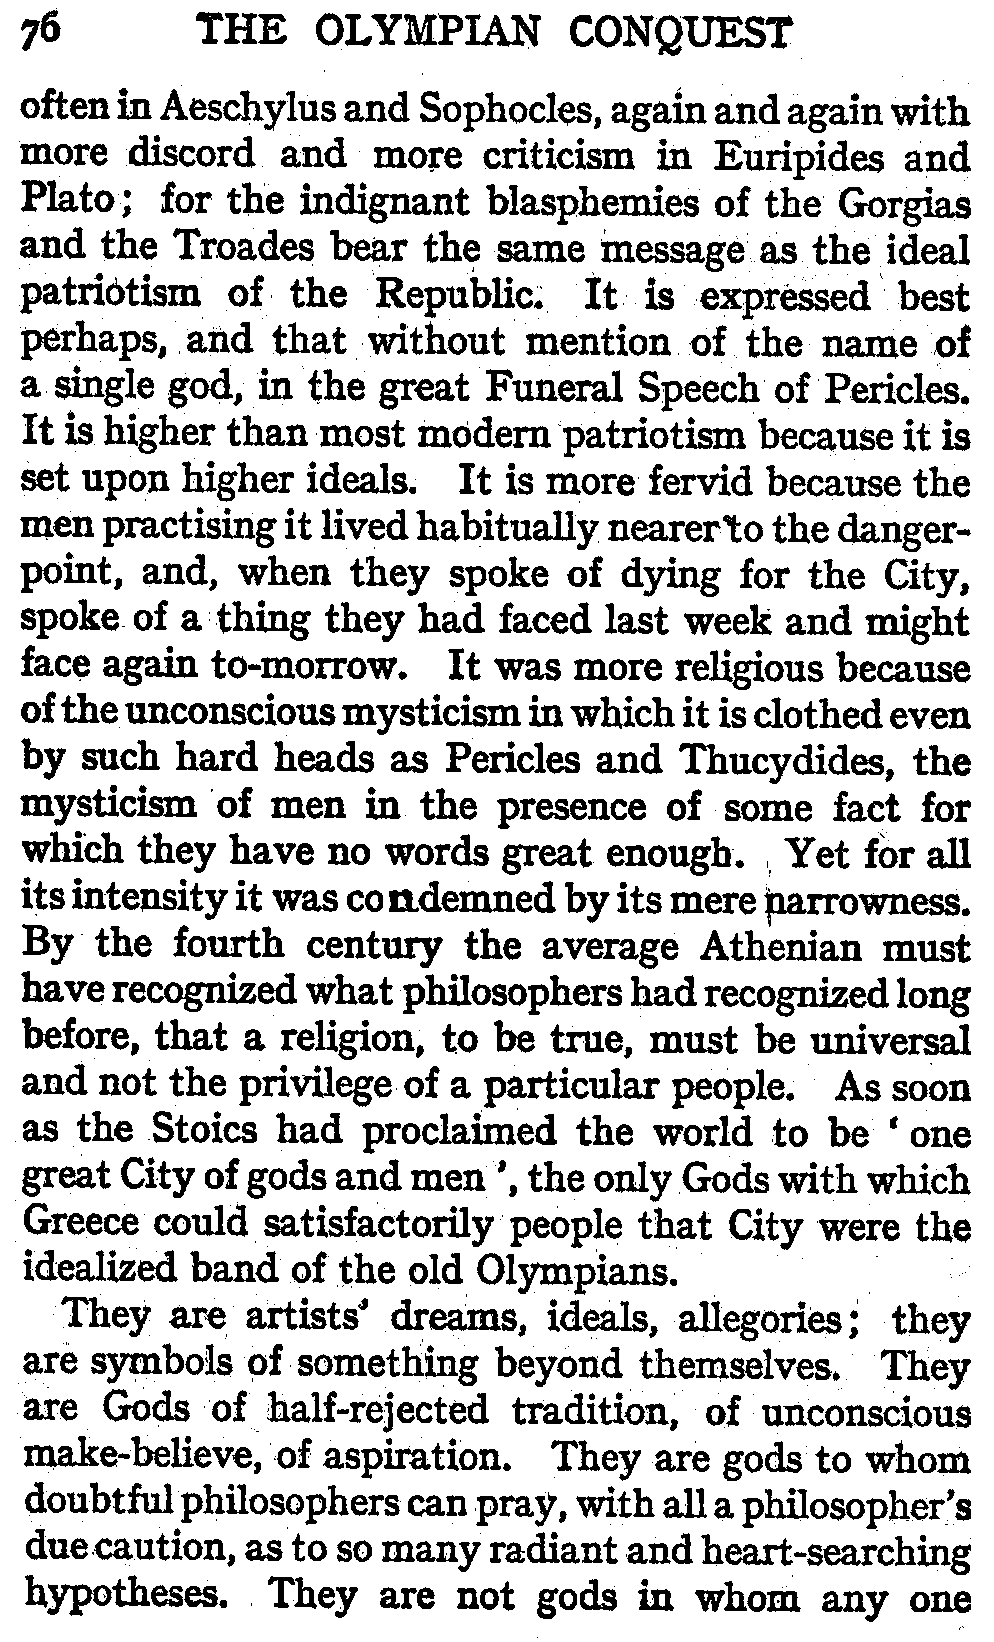 76 THE OLYMPIAN CONQUEST
often in Aeschylus and Sophocles, again and again with
more discord and more criticism in Euripides and
Plato; for the indignant blasphemies of the Gorgias
and the Troades bear the same message as the ideal
patriotism of the Republic. It is expressed best
perhaps, and that without mention of the name of
a single god, in the great Funeral Speech of Pericles.
It is higher than most modern patriotism because it is
set upon higher ideals. It is more fervid because the
men practising it lived habitually nearer to the danger-
point, and, when they spoke of dying for the City,
spoke of a thing they had faced last week and might
face again to-morrow. It was more religious because
of the unconscious mysticism in which it is clothed even
by such hard heads as Pericles and Thucydides, the
mysticism of men in the presence of some fact for
which they have no words great enough. Yet for all
its intensity it was condemned by its mere narrowness.
By the fourth century the average Athenian must
have recognized what philosophers had recognized long
before, that a religion, to be true, must be universal
and not the privilege of a particular people. As soon
as the Stoics had proclaimed the world to be ‘ one
great City of gods and men ’, the only Gods with which
Greece could satisfactorily people that City were the
idealized band of the old Olympians.
They are artists’ dreams, ideals, allegories; they
are symbols of something beyond themselves. They
are Gods of half-rejected tradition, of unconscious
make-believe, of aspiration. They are gods to whom
doubtful philosophers can pray, with all a philosopher’s
due caution, as to so many radiant and heart-searching
hypotheses. They are not gods in whom any one